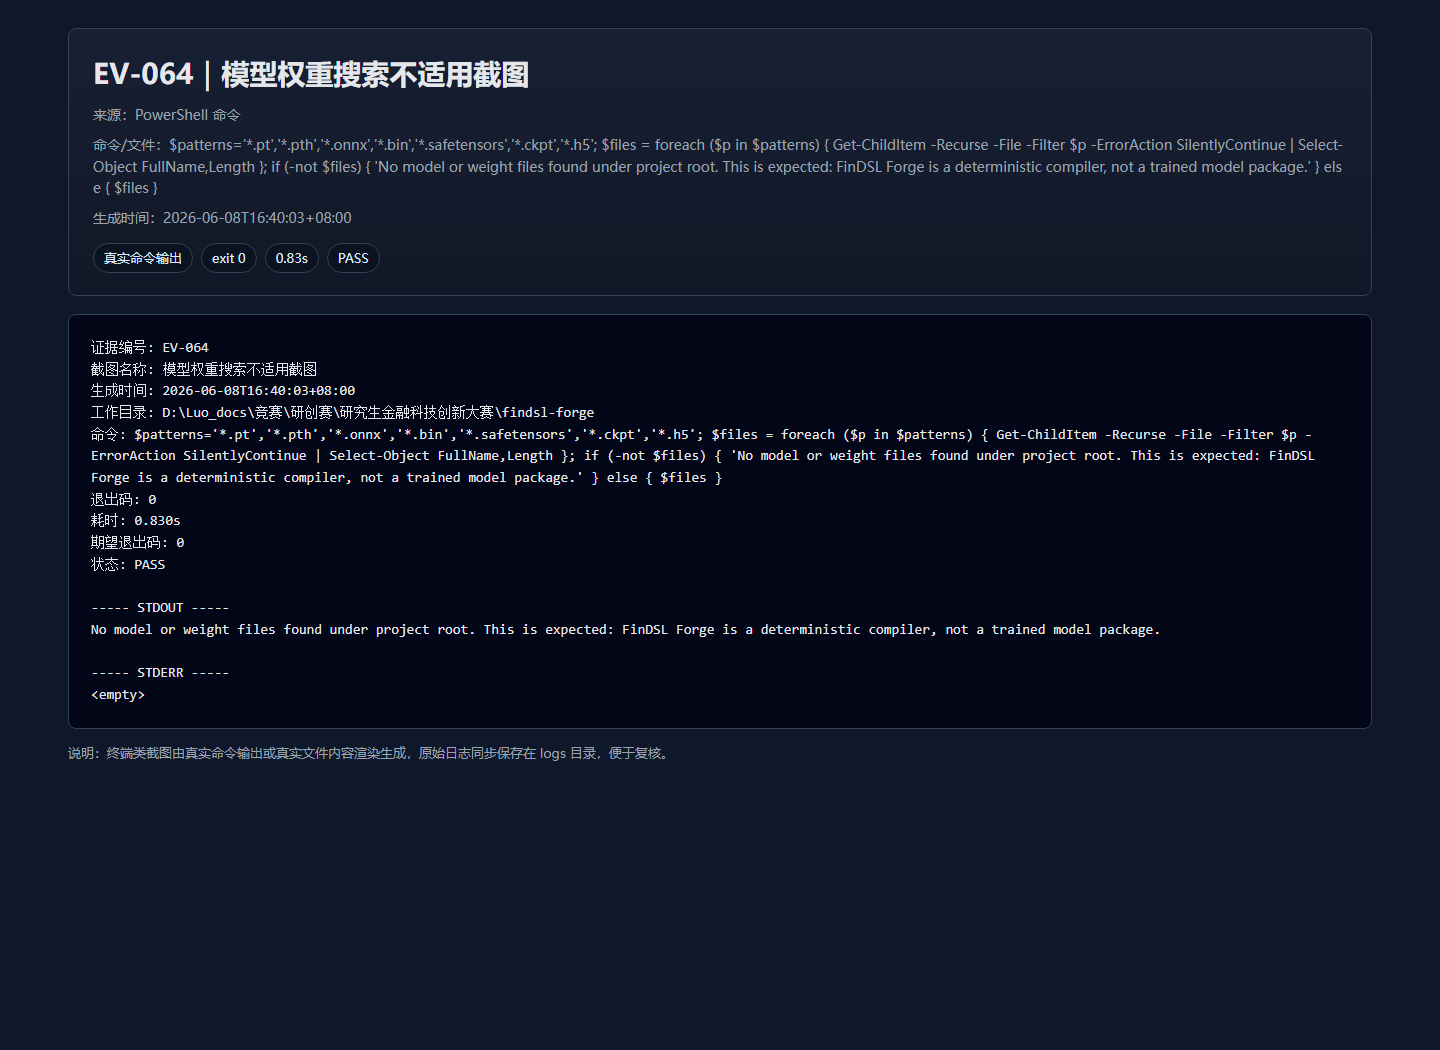 EV-064 | 模型权重搜索不适用截图
来源：PowerShell 命令
命令/文件：$patterns='*.pt','*.pth','*.onnx','*.bin','*.safetensors','*.ckpt','*.h5'; $files = foreach ($p in $patterns) { Get-ChildItem -Recurse -File -Filter $p -ErrorAction SilentlyContinue | Select-
Object FullName,Length }; if (-not $files) { 'No model or weight files found under project root. This is expected: FinDSL Forge is a deterministic compiler, not a trained model package.' } els
e { $files }
生成时间：2026-06-08T16:40:03+08:00
真实命令输出 exit 0 0.83s PASS
证据编号: EV-064
截图名称: 模型权重搜索不适用截图
生成时间: 2026-06-08T16:40:03+08:00
工作目录: D:\Luo_docs\竞赛\研创赛\研究生金融科技创新大赛\findsl-forge
命令: $patterns='*.pt','*.pth','*.onnx','*.bin','*.safetensors','*.ckpt','*.h5'; $files = foreach ($p in $patterns) { Get-ChildItem -Recurse -File -Filter $p -
ErrorAction SilentlyContinue | Select-Object FullName,Length }; if (-not $files) { 'No model or weight files found under project root. This is expected: FinDSL
Forge is a deterministic compiler, not a trained model package.' } else { $files }
退出码: 0
耗时: 0.830s
期望退出码: 0
状态: PASS
----- STDOUT -----
No model or weight files found under project root. This is expected: FinDSL Forge is a deterministic compiler, not a trained model package.
----- STDERR -----
<empty>
说明：终端类截图由真实命令输出或真实文件内容渲染生成，原始日志同步保存在 logs 目录，便于复核。